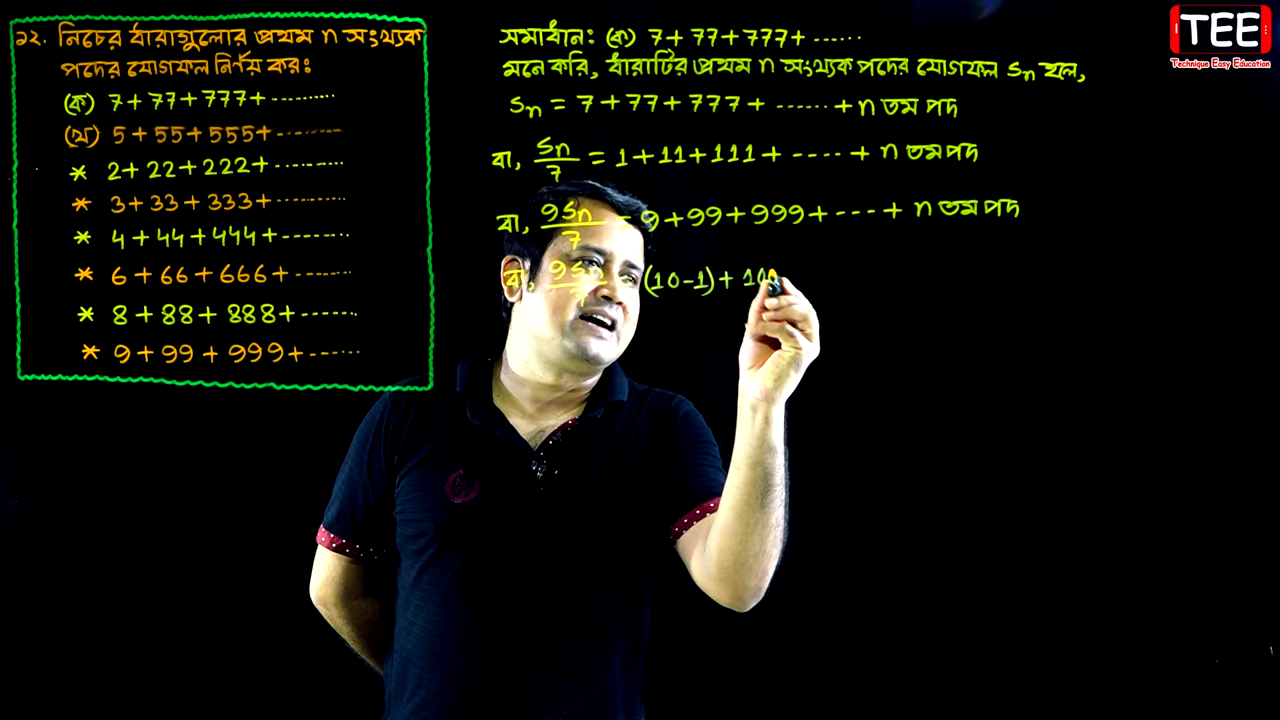 ১২. নিচের ধারাগুলোর প্রথম n সংখ্যক
পদের যোগফল নির্ণয় কর:
(ক) 7+77+777+ ..........
(খ) 5+55+555+ ..........
* 2+22+222+ ..........
* 3+33+333+ ..........
* 4+44+444+ ..........
* 6+66+666+ ..........
* 8+88+888+ ..........
* 9+99+999+ ..........
সমাধান: (ক) 7+77+777+ ......
মনে করি, ধারাটির প্রথম n সংখ্যক পদের যোগফল Sn হলে,
Sn = 7+77+777+ ...... +n তম পদ
বা, Sn/7 = 1+11+111+ ..... + n তম পদ
বা, 9Sn/7 = 9+99+999+ .... + n তম পদ
বা, 9Sn/7 (10-1)+ 100
TEE
Technique Easy Education